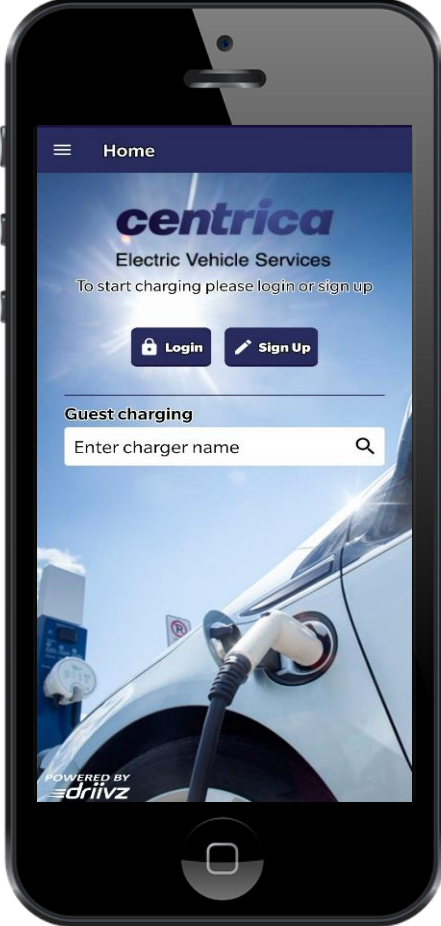 Home
centrica
Electric Vehicle Services
To start charging please login or sign up
Login
Sign Up
Guest charging
Enter charger name
POWERED BY
driivz